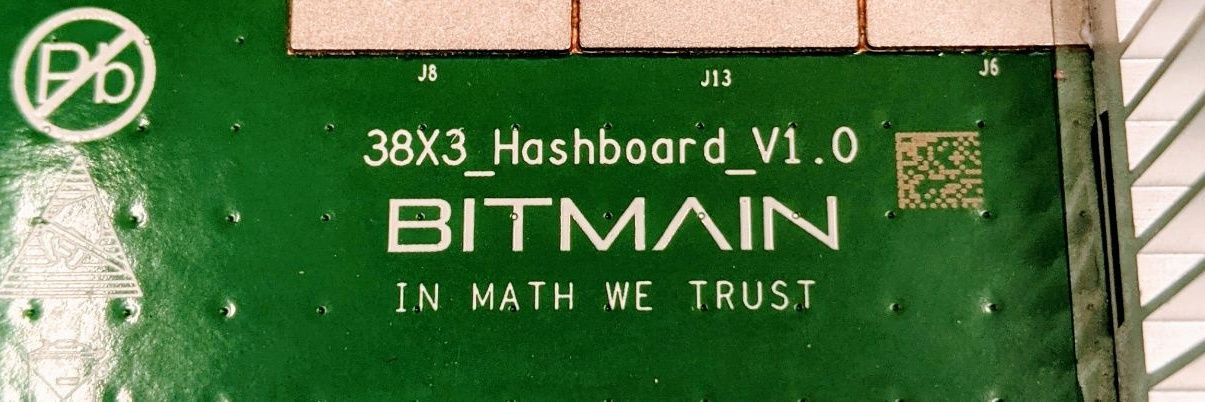 Pb
J8
J13
J6
38X3_Hashboard_V1.0
BITMAIN
IN MATH WE TRUST